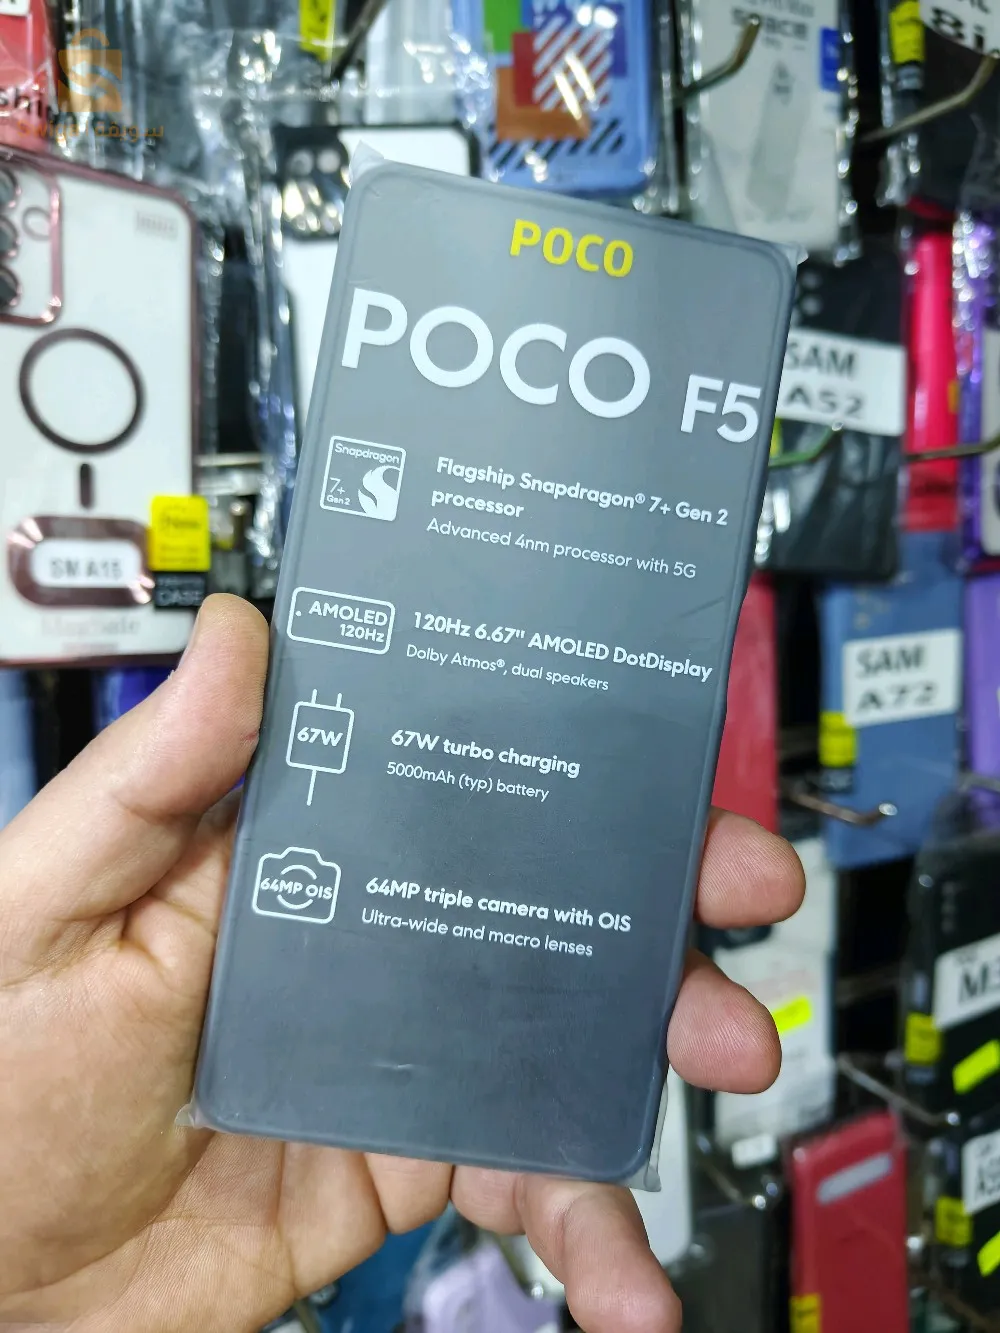 POCO
POCO F5
Snapdragon
7+
Gen 2
Flagship Snapdragon® 7+ Gen 2
processor
Advanced 4nm processor with 5G
AMOLED
120Hz
120Hz 6.67" AMOLED DotDisplay
Dolby Atmos®, dual speakers
67W
67W turbo charging
5000mAh (typ) battery
64MP OIS
64MP triple camera with OIS
Ultra-wide and macro lenses
SAM
A52
SM A15
SAM
A72